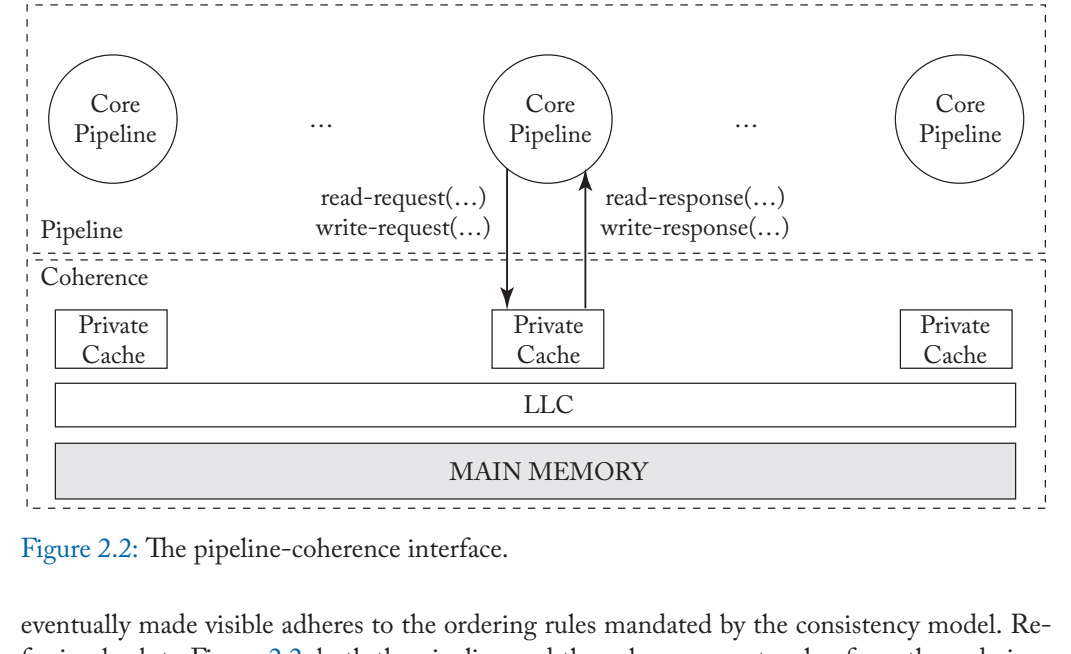 Core
Pipeline
...
Core
Pipeline
...
Core
Pipeline
read-request(…)
write-request(…)
read-response(…)
write-response(…)
Pipeline
Coherence
Private
Cache
Private
Cache
Private
Cache
LLC
MAIN MEMORY
Figure 2.2: The pipeline-coherence interface.
eventually made visible adheres to the ordering rules mandated by the consistency model. Re-